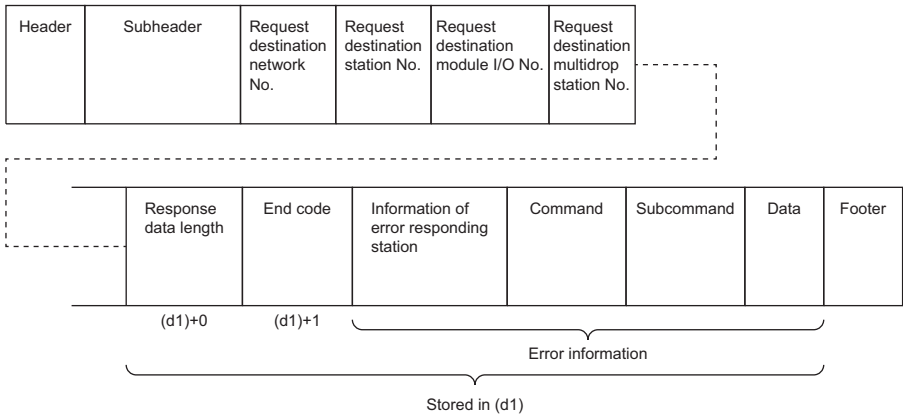 Header
Subheader
Request
destination
network
No.
Request
destination
station No.
Request
destination
module I/O No.
Request
destination
multidrop
station No.
Response
data length
End code
Information of
error responding
station
Command
Subcommand
Data
Footer
(d1)+0
(d1)+1
Error information
Stored in (d1)